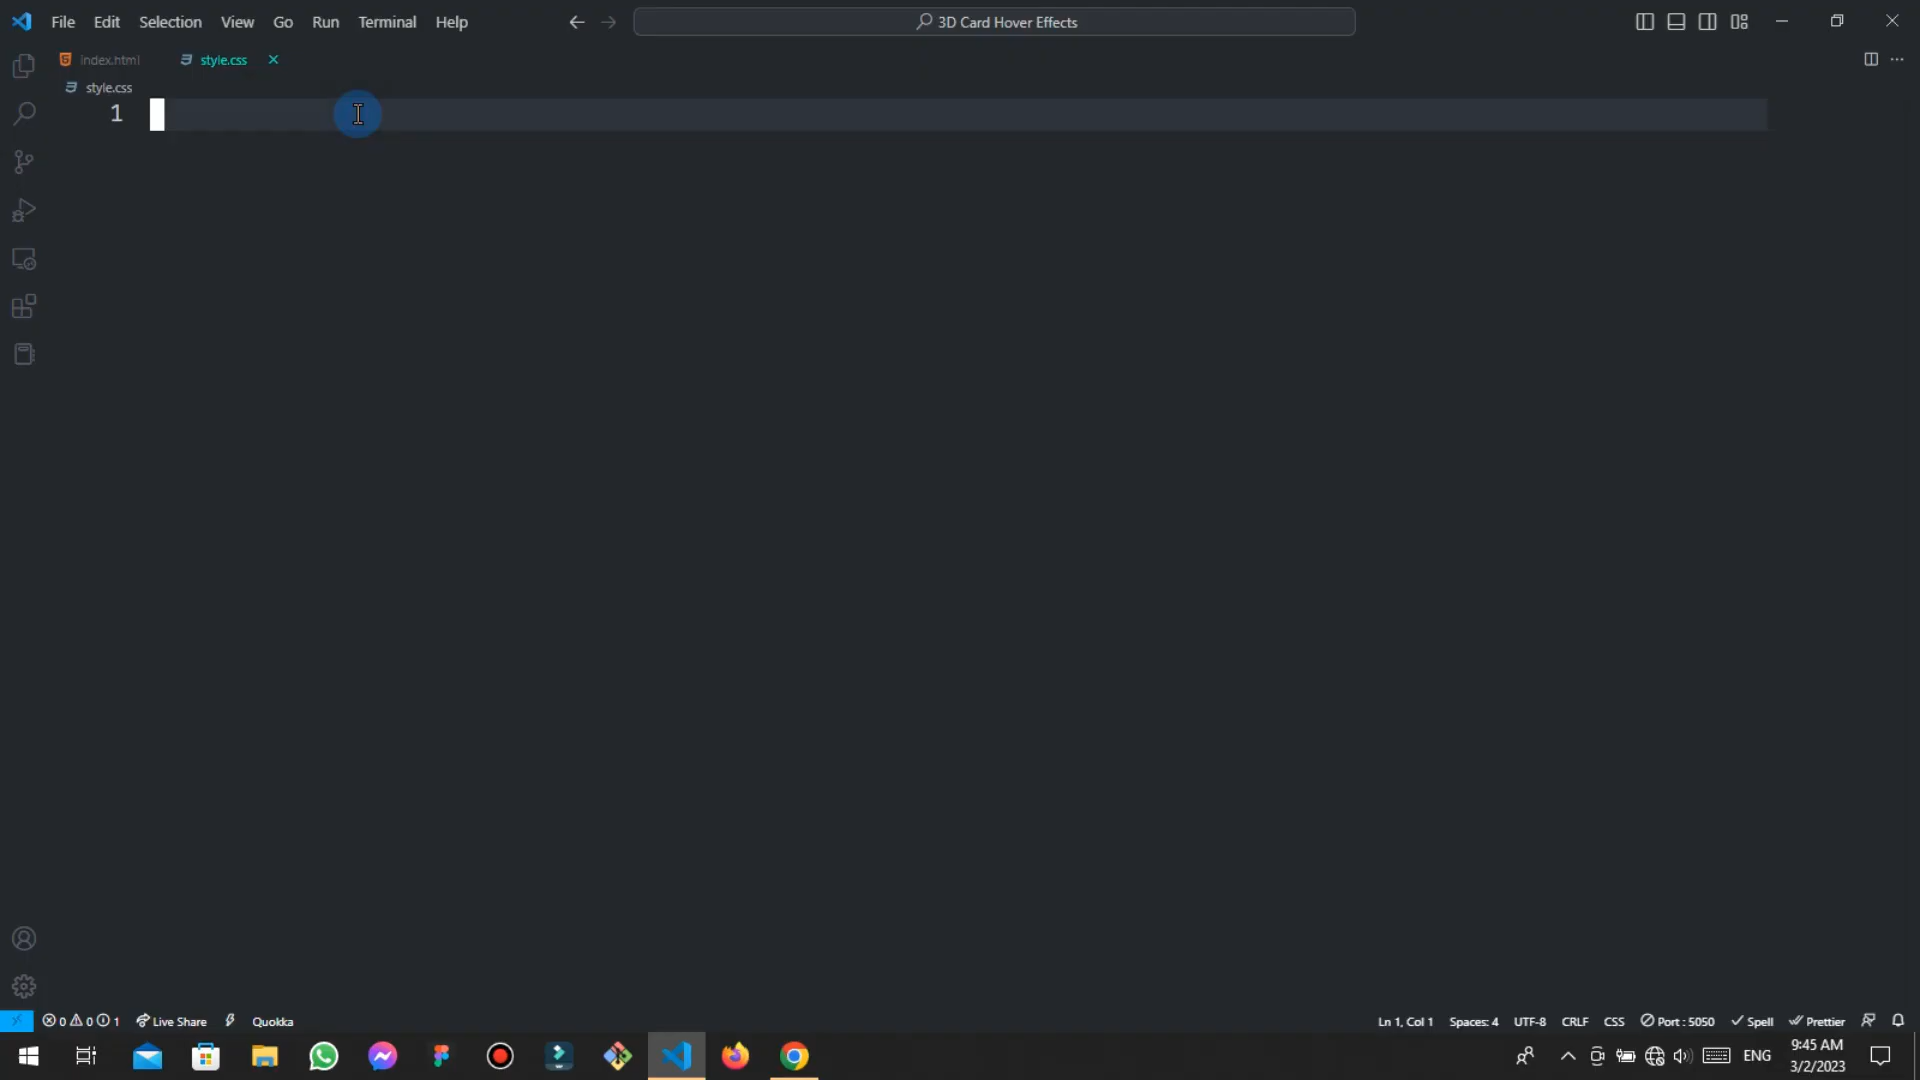 File Edit Selection View Go Run Terminal Help
3D Card Hover Effects
index.html
style.css
style.css
1
0 0 1 Live Share Quokka
Ln 1, Col 1 Spaces: 4 UTF-8 CRLF CSS Port : 5050 Spell Prettier
ENG
9:45 AM
3/2/2023